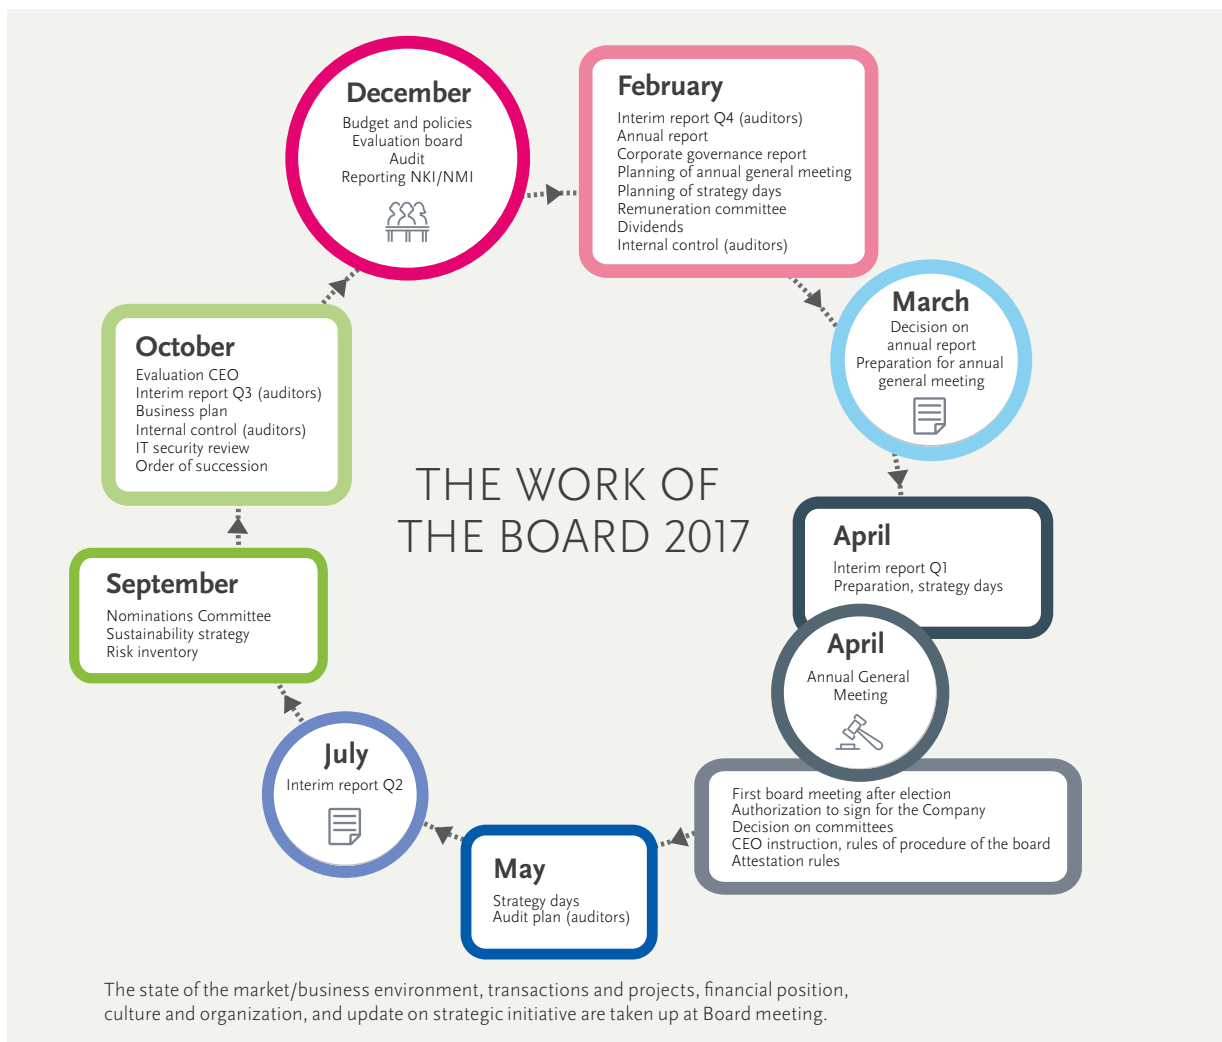 December
Budget and policies
Evaluation board
Audit
Reporting NKI/NMI
February
Interim report Q4 (auditors)
Annual report
Corporate governance report
Planning of annual general meeting
Planning of strategy days
Remuneration committee
Dividends
Internal control (auditors)
March
Decision on
annual report
Preparation for annual
general meeting
April
Interim report Q1
Preparation, strategy days
April
Annual General
Meeting
First board meeting after election
Authorization to sign for the Company
Decision on committees
CEO instruction, rules of procedure of the board
Attestation rules
May
Strategy days
Audit plan (auditors)
July
Interim report Q2
September
Nominations Committee
Sustainability strategy
Risk inventory
October
Evaluation CEO
Interim report Q3 (auditors)
Business plan
Internal control (auditors)
IT security review
Order of succession
THE WORK OF
THE BOARD 2017
The state of the market/business environment, transactions and projects, financial position,
culture and organization, and update on strategic initiative are taken up at Board meeting.